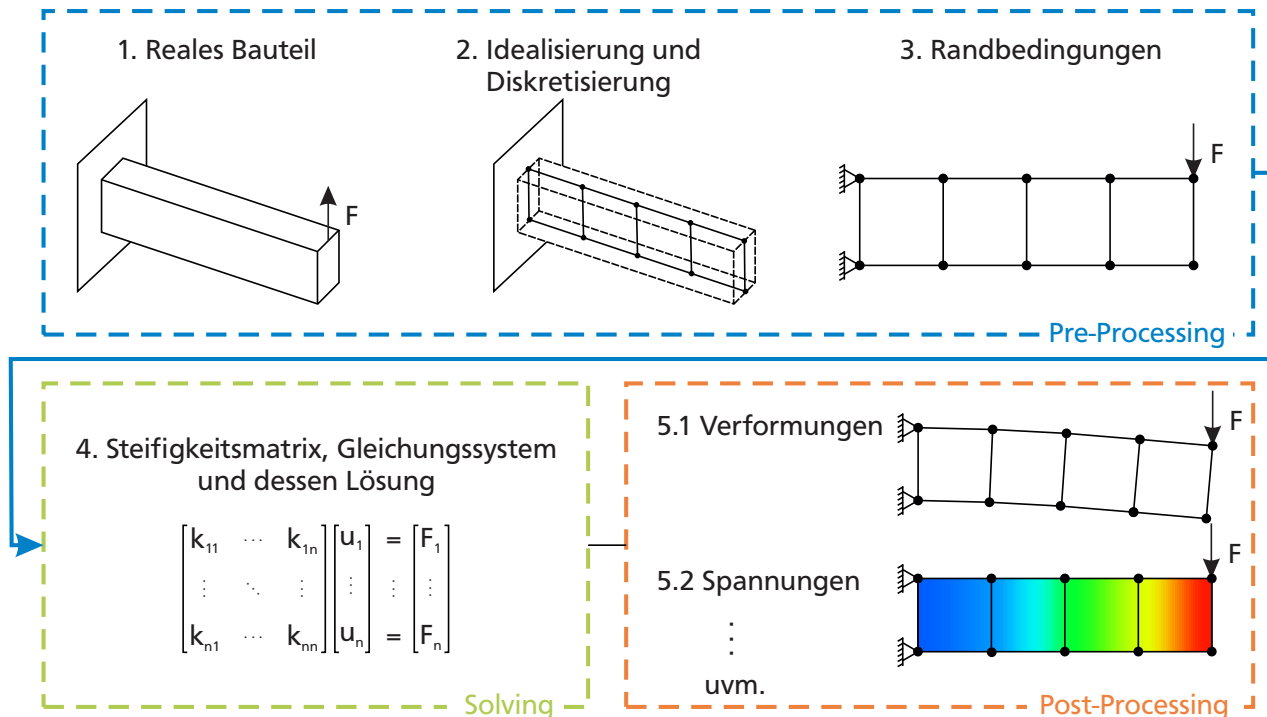 1. Reales Bauteil
2. Idealisierung und
Diskretisierung
3. Randbedingungen
F
F
Pre-Processing
4. Steifigkeitsmatrix, Gleichungssystem
und dessen Lösung
k₁₁ ⋯ k₁ₙ u₁ = F₁
⋮ ⋱ ⋮ ⋮ ⋮ ⋮
kₙ₁ ⋯ kₙₙ uₙ = Fₙ
Solving
5.1 Verformungen
F
5.2 Spannungen
F
⋮
uvm.
Post-Processing